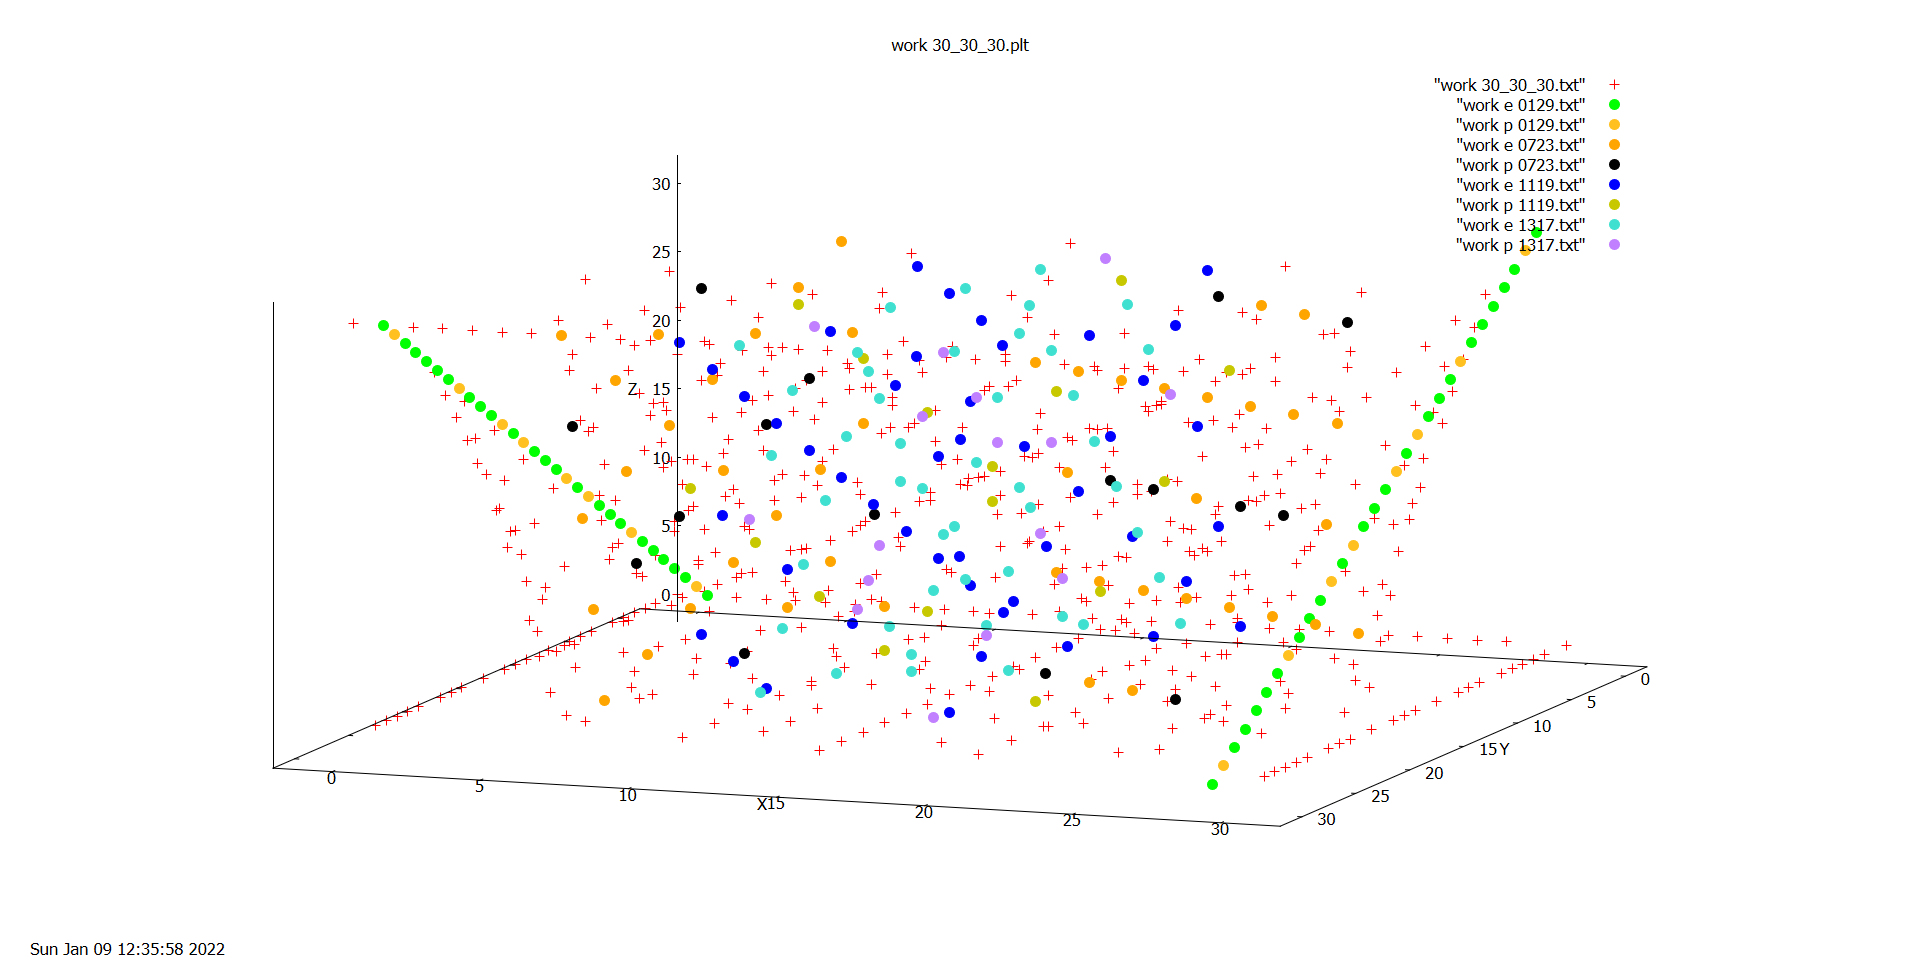 work 30_30_30.plt
"work 30_30_30.txt"
"work e 0129.txt"
"work p 0129.txt"
"work e 0723.txt"
"work p 0723.txt"
"work e 1119.txt"
"work p 1119.txt"
"work e 1317.txt"
"work p 1317.txt"
30
25
20
Z 15
10
5
0
0
5
10
X15
20
25
30
0
5
10
15 Y
20
25
30
Sun Jan 09 12:35:58 2022